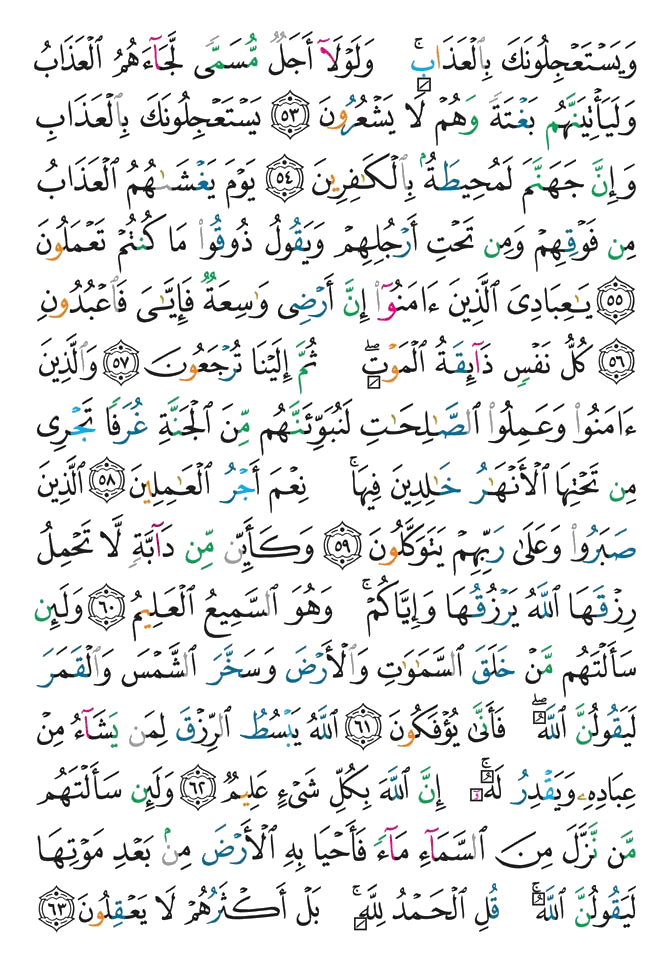 وَيَسْتَعْجِلُونَكَ بِٱلْعَذَابِ ۚ وَلَوْلَآ أَجَلٌ مُّسَمًّى لَّجَآءَهُمُ ٱلْعَذَابُ
وَلَيَأْتِيَنَّهُم بَغْتَةً وَهُمْ لَا يَشْعُرُونَ ٥٣ يَسْتَعْجِلُونَكَ بِٱلْعَذَابِ
وَإِنَّ جَهَنَّمَ لَمُحِيطَةٌۢ بِٱلْكَٰفِرِينَ ٥٤ يَوْمَ يَغْشَىٰهُمُ ٱلْعَذَابُ
مِن فَوْقِهِمْ وَمِن تَحْتِ أَرْجُلِهِمْ وَيَقُولُ ذُوقُوا۟ مَا كُنتُمْ تَعْمَلُونَ
٥٥ يَٰعِبَادِىَ ٱلَّذِينَ ءَامَنُوٓا۟ إِنَّ أَرْضِى وَٰسِعَةٌ فَإِيَّٰىَ فَٱعْبُدُونِ
٥٦ كُلُّ نَفْسٍ ذَآئِقَةُ ٱلْمَوْتِ ۖ ثُمَّ إِلَيْنَا تُرْجَعُونَ ٥٧ وَٱلَّذِينَ
ءَامَنُوا۟ وَعَمِلُوا۟ ٱلصَّٰلِحَٰتِ لَنُبَوِّئَنَّهُم مِّنَ ٱلْجَنَّةِ غُرَفًا تَجْرِى
مِن تَحْتِهَا ٱلْأَنْهَٰرُ خَٰلِدِينَ فِيهَا ۚ نِعْمَ أَجْرُ ٱلْعَٰمِلِينَ ٥٨ ٱلَّذِينَ
صَبَرُوا۟ وَعَلَىٰ رَبِّهِمْ يَتَوَكَّلُونَ ٥٩ وَكَأَيِّن مِّن دَآبَّةٍ لَّا تَحْمِلُ
رِزْقَهَا ٱللَّهُ يَرْزُقُهَا وَإِيَّاكُمْ ۚ وَهُوَ ٱلسَّمِيعُ ٱلْعَلِيمُ ٦٠ وَلَئِن
سَأَلْتَهُم مَّنْ خَلَقَ ٱلسَّمَٰوَٰتِ وَٱلْأَرْضَ وَسَخَّرَ ٱلشَّمْسَ وَٱلْقَمَرَ
لَيَقُولُنَّ ٱللَّهُ ۖ فَأَنَّىٰ يُؤْفَكُونَ ٦١ ٱللَّهُ يَبْسُطُ ٱلرِّزْقَ لِمَن يَشَآءُ مِنْ
عِبَادِهِۦ وَيَقْدِرُ لَهُۥٓ ۚ إِنَّ ٱللَّهَ بِكُلِّ شَىْءٍ عَلِيمٌ ٦٢ وَلَئِن سَأَلْتَهُم
مَّن نَّزَّلَ مِنَ ٱلسَّمَآءِ مَآءً فَأَحْيَا بِهِ ٱلْأَرْضَ مِنۢ بَعْدِ مَوْتِهَا
لَيَقُولُنَّ ٱللَّهُ ۚ قُلِ ٱلْحَمْدُ لِلَّهِ ۚ بَلْ أَكْثَرُهُمْ لَا يَعْقِلُونَ ٦٣